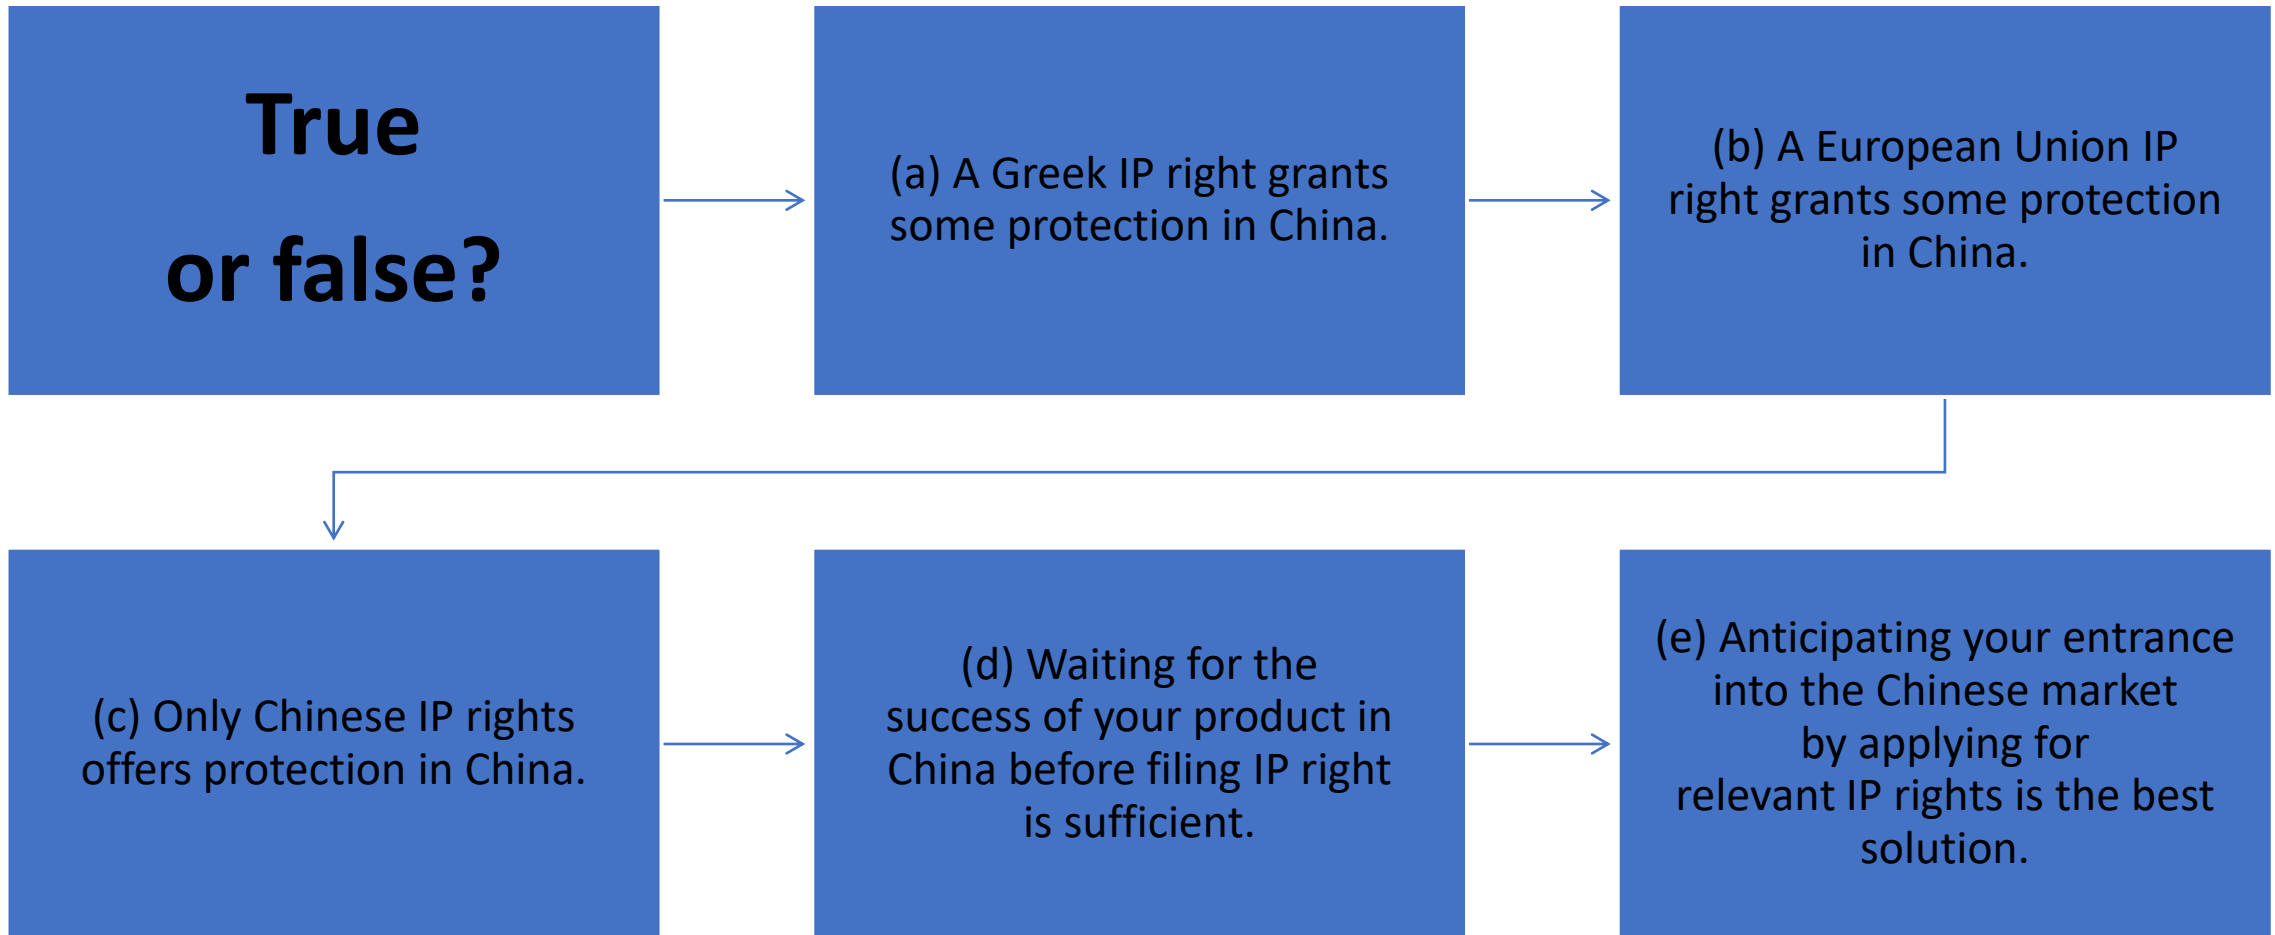 True
or false?
(a) A Greek IP right grants
some protection in China.
(b) A European Union IP
right grants some protection
in China.
(c) Only Chinese IP rights
offers protection in China.
(d) Waiting for the
success of your product in
China before filing IP right
is sufficient.
(e) Anticipating your entrance
into the Chinese market
by applying for
relevant IP rights is the best
solution.